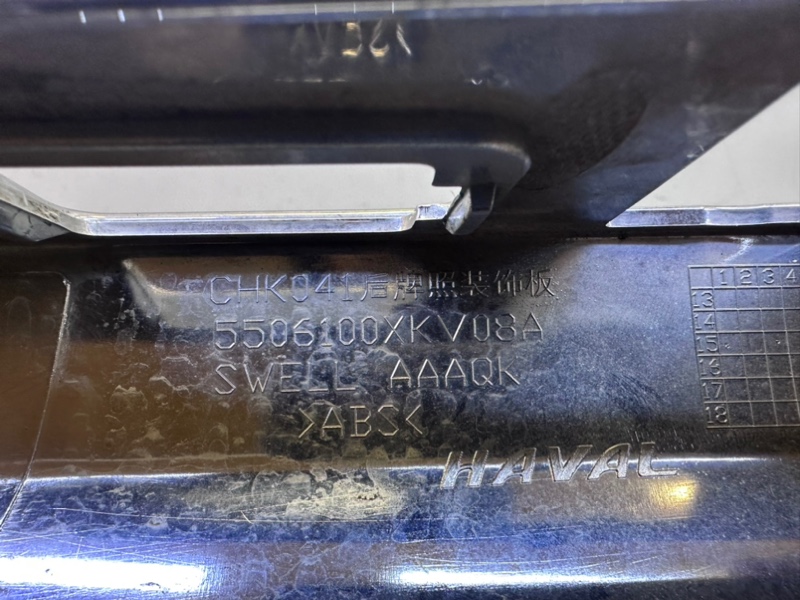 CHK041后牌照装饰板
5506100XKV08A
SWELL AAAQK
>ABS<
HAVAL
1 2 3 4
13
14
15
16
17
18